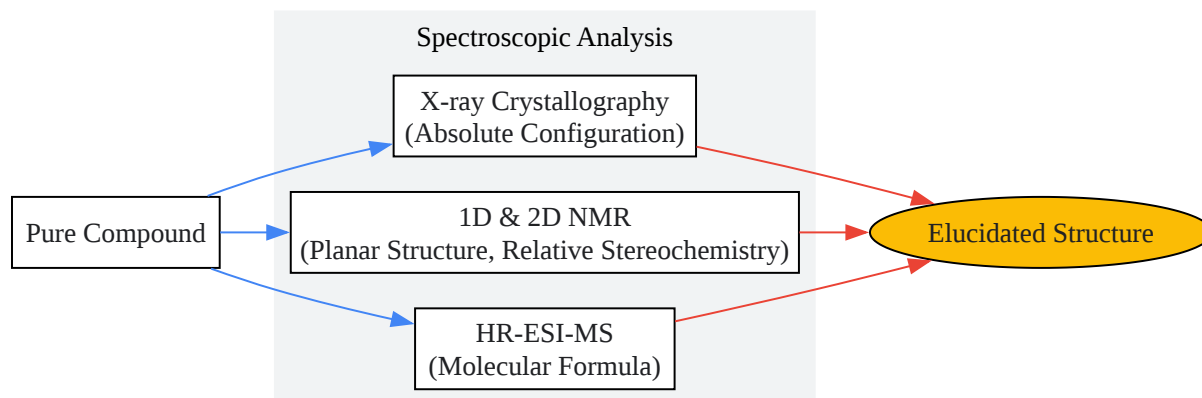 Spectroscopic Analysis
X-ray Crystallography
(Absolute Configuration)
Pure Compound
1D & 2D NMR
(Planar Structure, Relative Stereochemistry)
Elucidated Structure
HR-ESI-MS
(Molecular Formula)